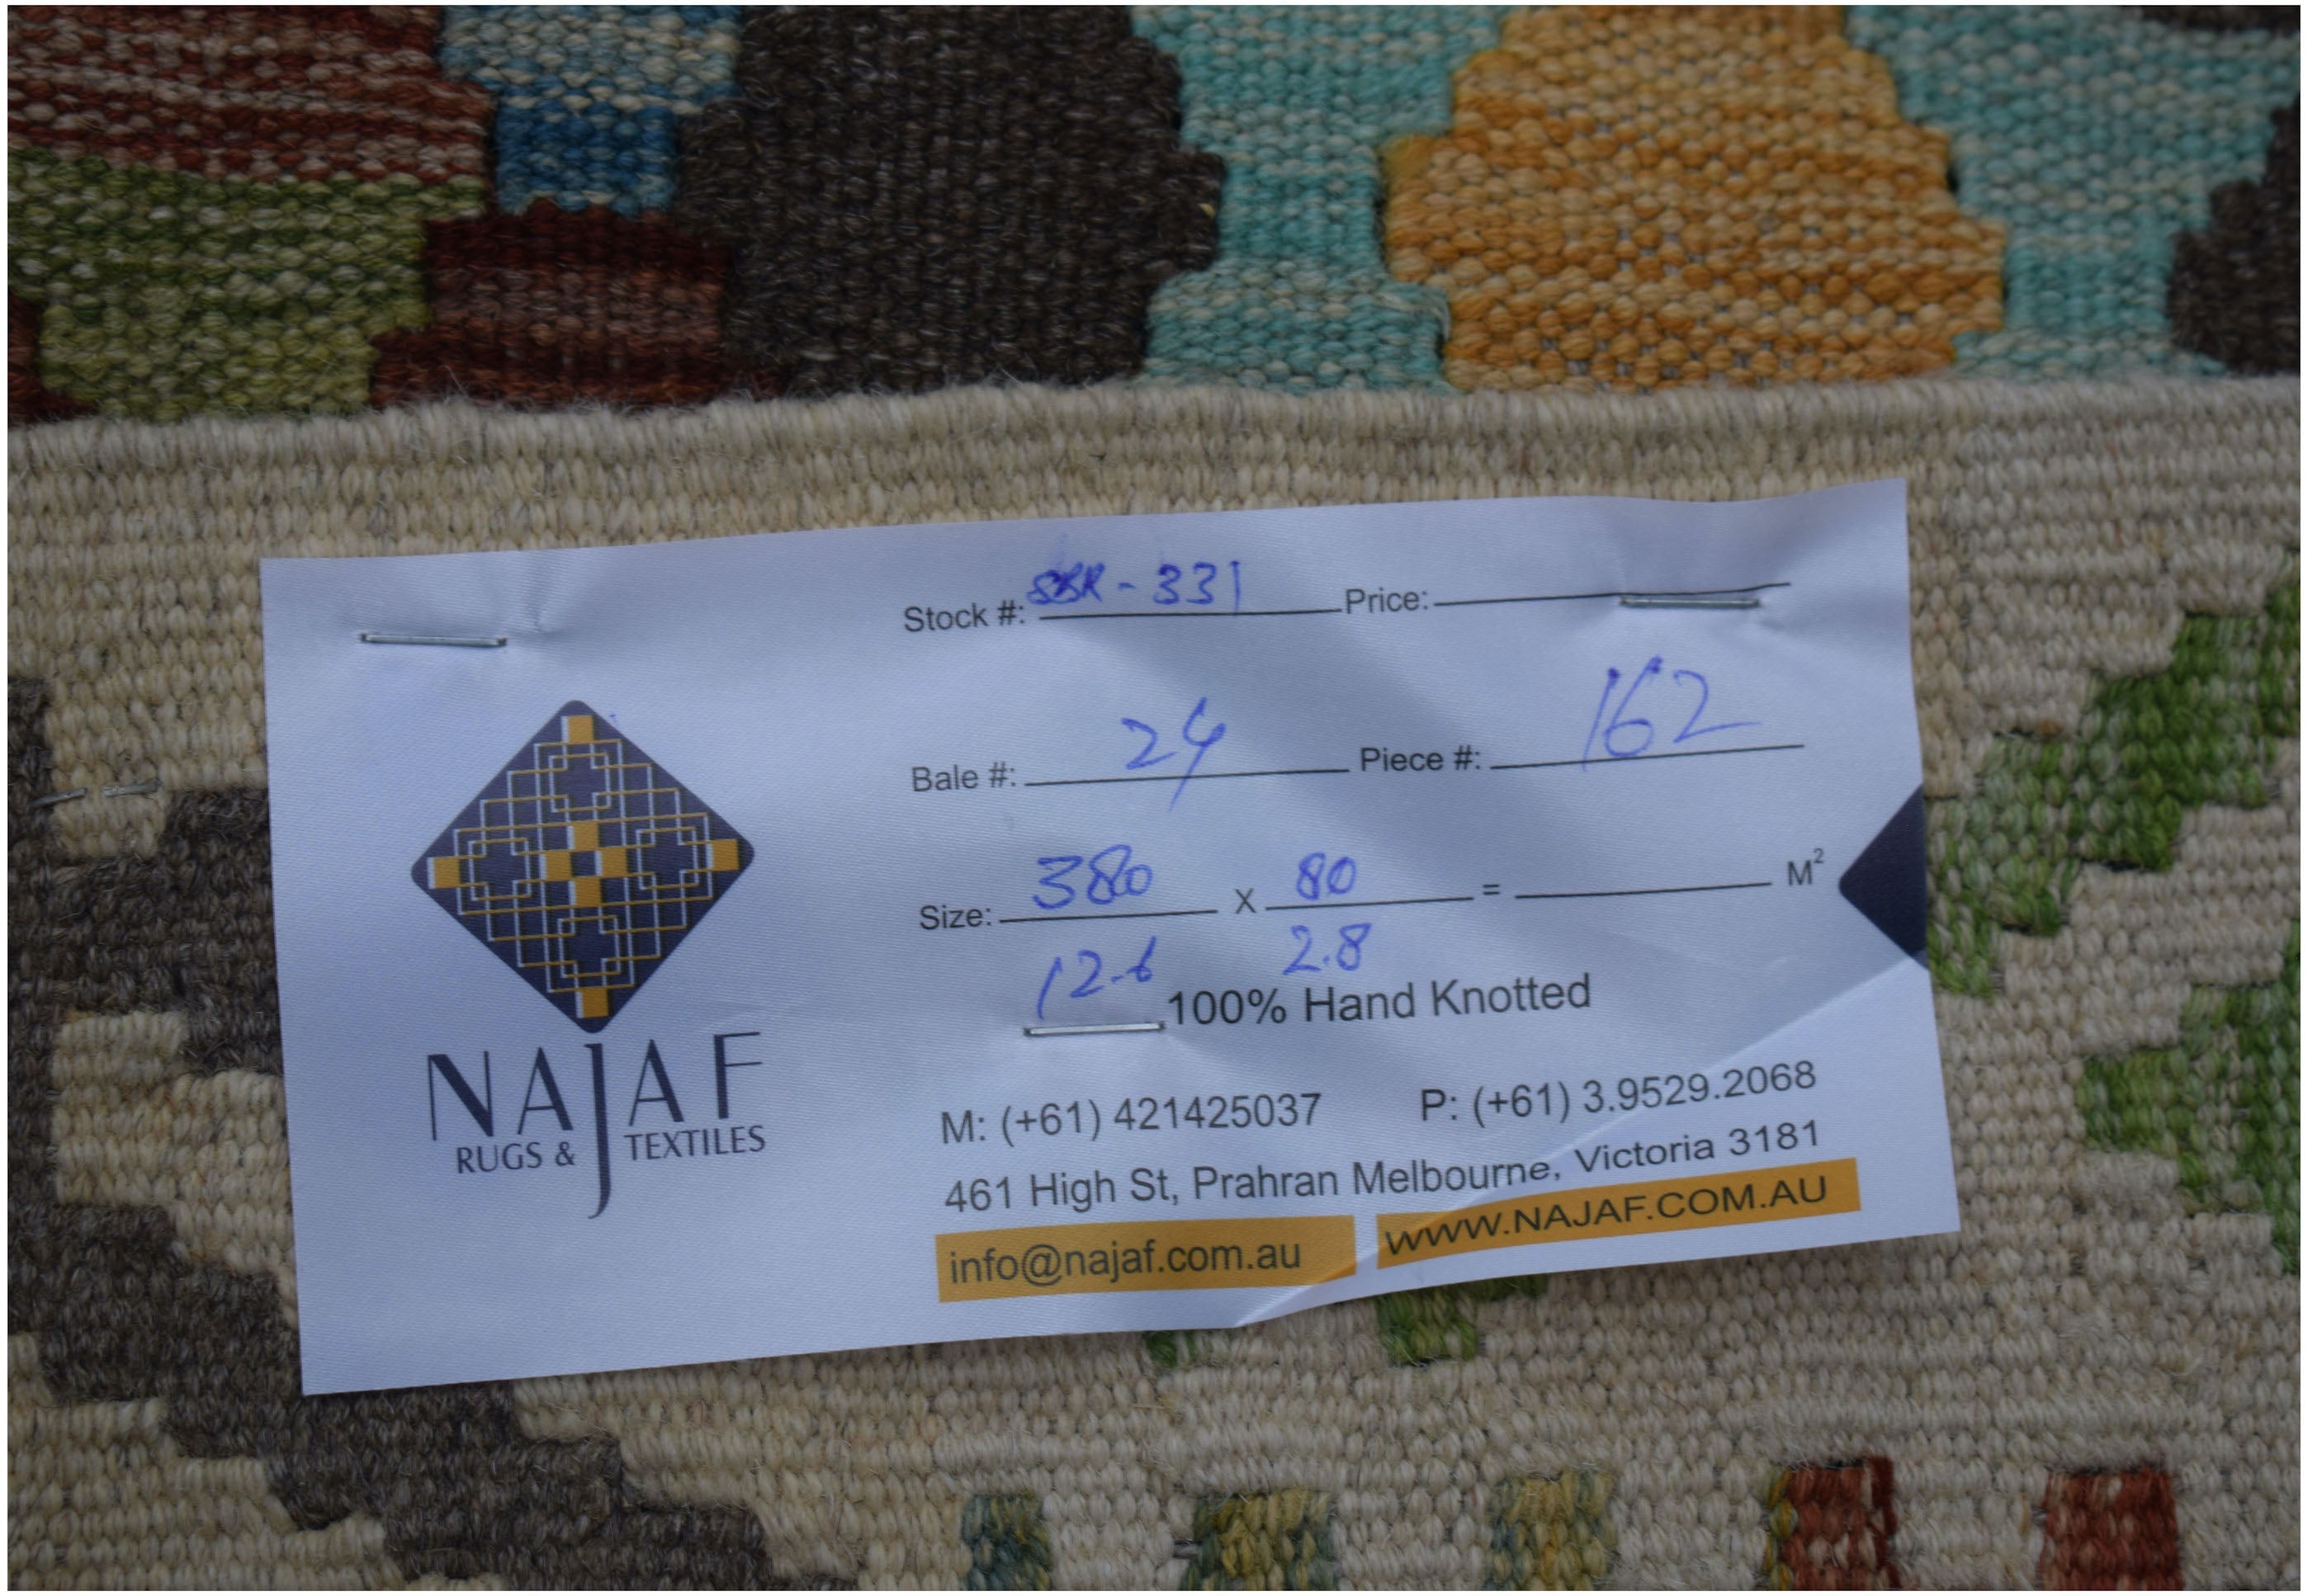 Stock #: SSR-331 Price:
Bale #: 24 Piece #: 162
Size: 380 X 80 = M²
12.6 2.8
100% Hand Knotted
NAJAF
RUGS & TEXTILES
M: (+61) 421425037 P: (+61) 3.9529.2068
461 High St, Prahran Melbourne, Victoria 3181
info@najaf.com.au WWW.NAJAF.COM.AU